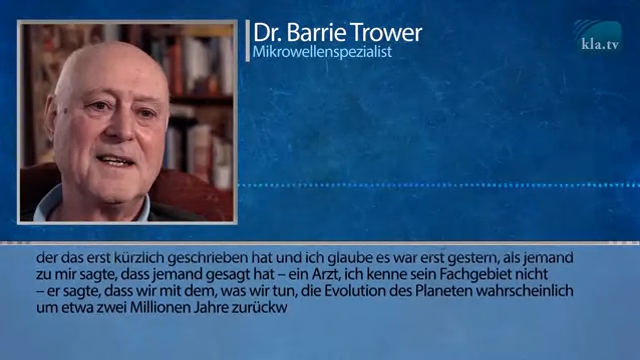 Dr. Barrie Trower
Mikrowellenspezialist
kla.tv
der das erst kürzlich geschrieben hat und ich glaube es war erst gestern, als jemand
zu mir sagte, dass jemand gesagt hat – ein Arzt, ich kenne sein Fachgebiet nicht
– er sagte, dass wir mit dem, was wir tun, die Evolution des Planeten wahrscheinlich
um etwa zwei Millionen Jahre zurückw